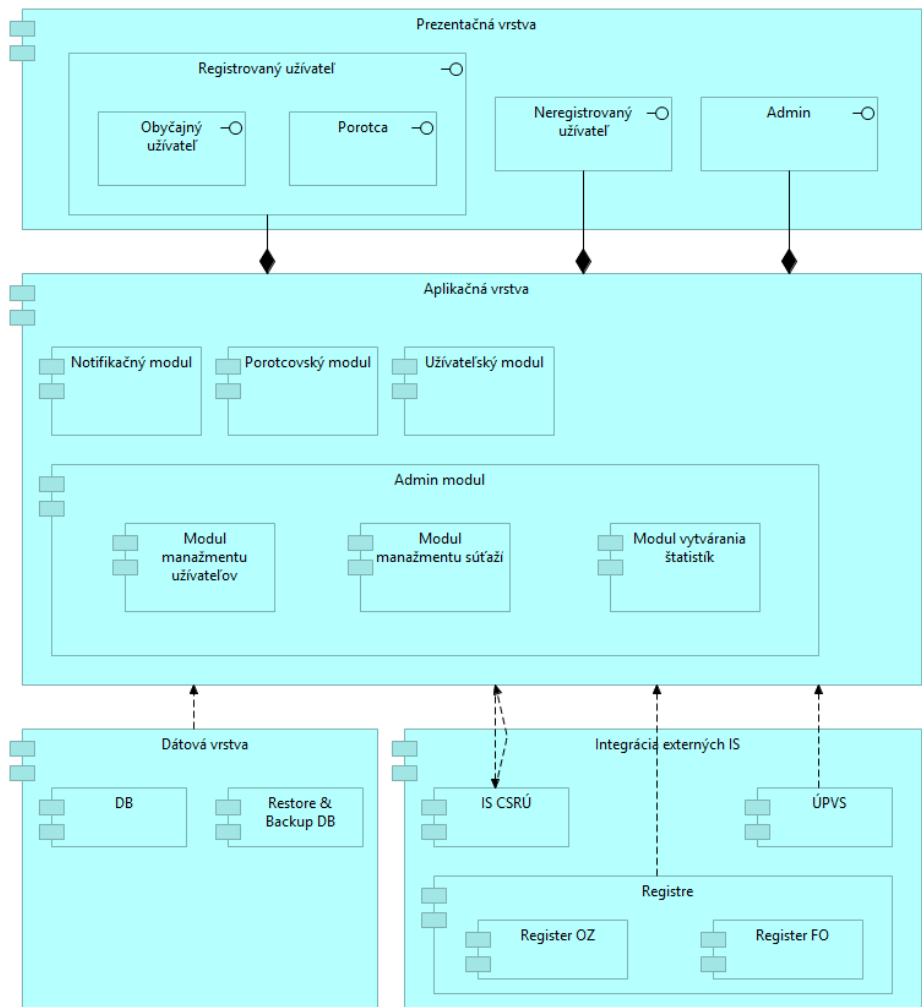 Prezentačná vrstva
Registrovaný užívateľ
Obyčajný
užívateľ
Porotca
Neregistrovaný
užívateľ
Admin
Aplikačná vrstva
Notifikačný modul
Porotcovský modul
Užívateľský modul
Admin modul
Modul
manažmentu
užívateľov
Modul
manažmentu súťaží
Modul vytvárania
štatistík
Dátová vrstva
DB
Restore &
Backup DB
Integrácia externých IS
IS CSRÚ
ÚPVS
Registre
Register OZ
Register FO